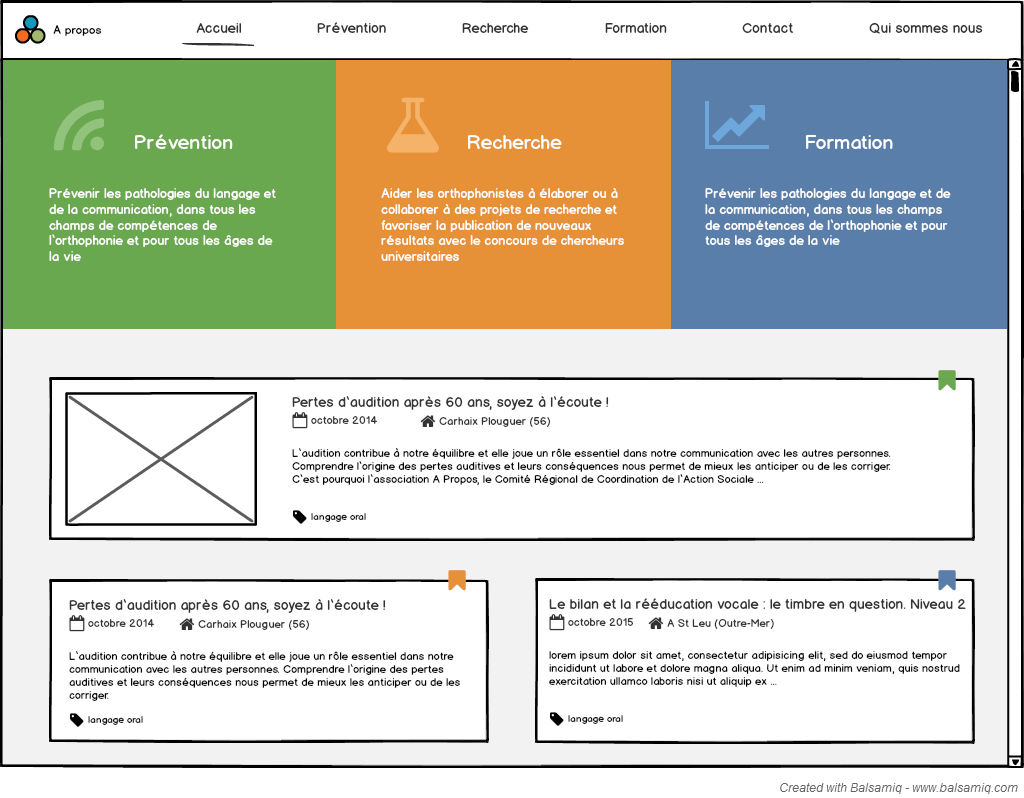 A propos
Accueil
Prévention
Recherche
Formation
Contact
Qui sommes nous
Prévention
Prévenir les pathologies du langage et
de la communication, dans tous les
champs de compétences de
l'orthophonie et pour tous les âges de
la vie
Recherche
Aider les orthophonistes à élaborer ou à
collaborer à des projets de recherche et
favoriser la publication de nouveaux
résultats avec le concours de chercheurs
universitaires
Formation
Prévenir les pathologies du langage et de
la communication, dans tous les champs
de compétences de l'orthophonie et pour
tous les âges de la vie
Pertes d'audition après 60 ans, soyez à l'écoute !
octobre 2014
Carhaix Plouguer (56)
L'audition contribue à notre équilibre et elle joue un rôle essentiel dans notre communication avec les autres personnes.
Comprendre l'origine des pertes auditives et leurs conséquences nous permet de mieux les anticiper ou de les corriger.
C'est pourquoi l'association A Propos, le Comité Régional de Coordination de l'Action Sociale ...
langage oral
Pertes d'audition après 60 ans, soyez à l'écoute !
octobre 2014
Carhaix Plouguer (56)
L'audition contribue à notre équilibre et elle joue un rôle essentiel dans notre
communication avec les autres personnes. Comprendre l'origine des pertes
auditives et leurs conséquences nous permet de mieux les anticiper ou de les
corriger.
langage oral
Le bilan et la rééducation vocale : le timbre en question. Niveau 2
octobre 2015
A St Leu (Outre-Mer)
lorem ipsum dolor sit amet, consectetur adipisicing elit, sed do eiusmod tempor
incididunt ut labore et dolore magna aliqua. Ut enim ad minim veniam, quis nostrud
exercitation ullamco laboris nisi ut aliquip ex ...
langage oral
Created with Balsamiq - www.balsamiq.com